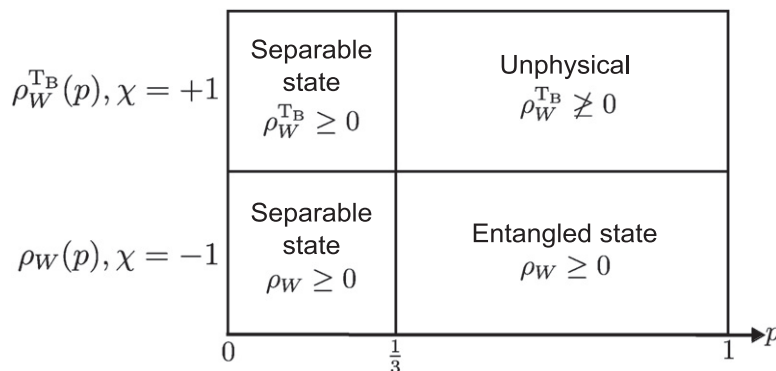 Separable
state
ρ_W^{T_B} ≥ 0
Unphysical
ρ_W^{T_B} ≱ 0
ρ_W^{T_B}(p), χ = +1
Separable
state
ρ_W ≥ 0
Entangled state
ρ_W ≥ 0
ρ_W(p), χ = −1
0
1/3
1
p